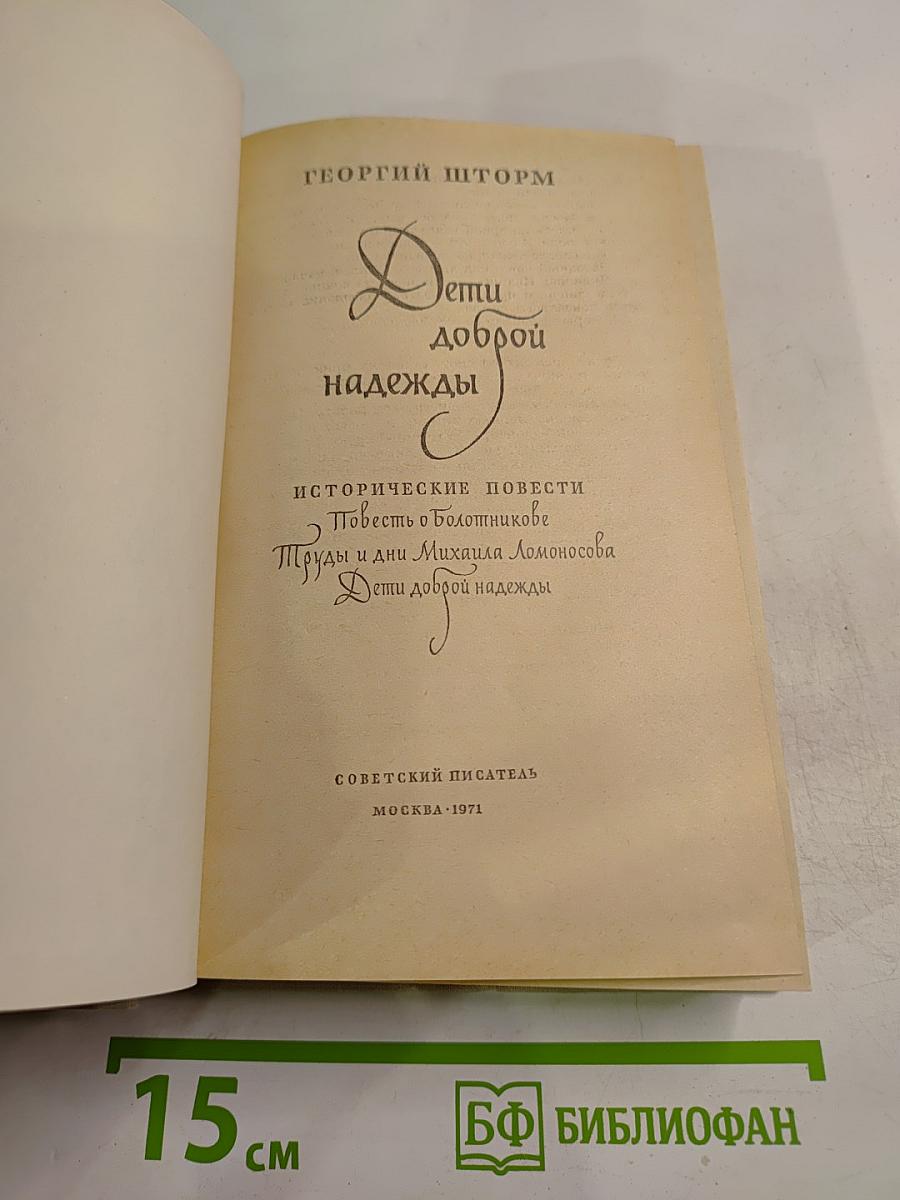 ГЕОРГИЙ ШТОРМ
Дети
доброй
надежды
ИСТОРИЧЕСКИЕ ПОВЕСТИ
Повесть о Болотникове
Труды и дни Михаила Ломоносова
Дети доброй надежды
СОВЕТСКИЙ ПИСАТЕЛЬ
МОСКВА · 1971
15 см
БФ БИБЛИОФАН